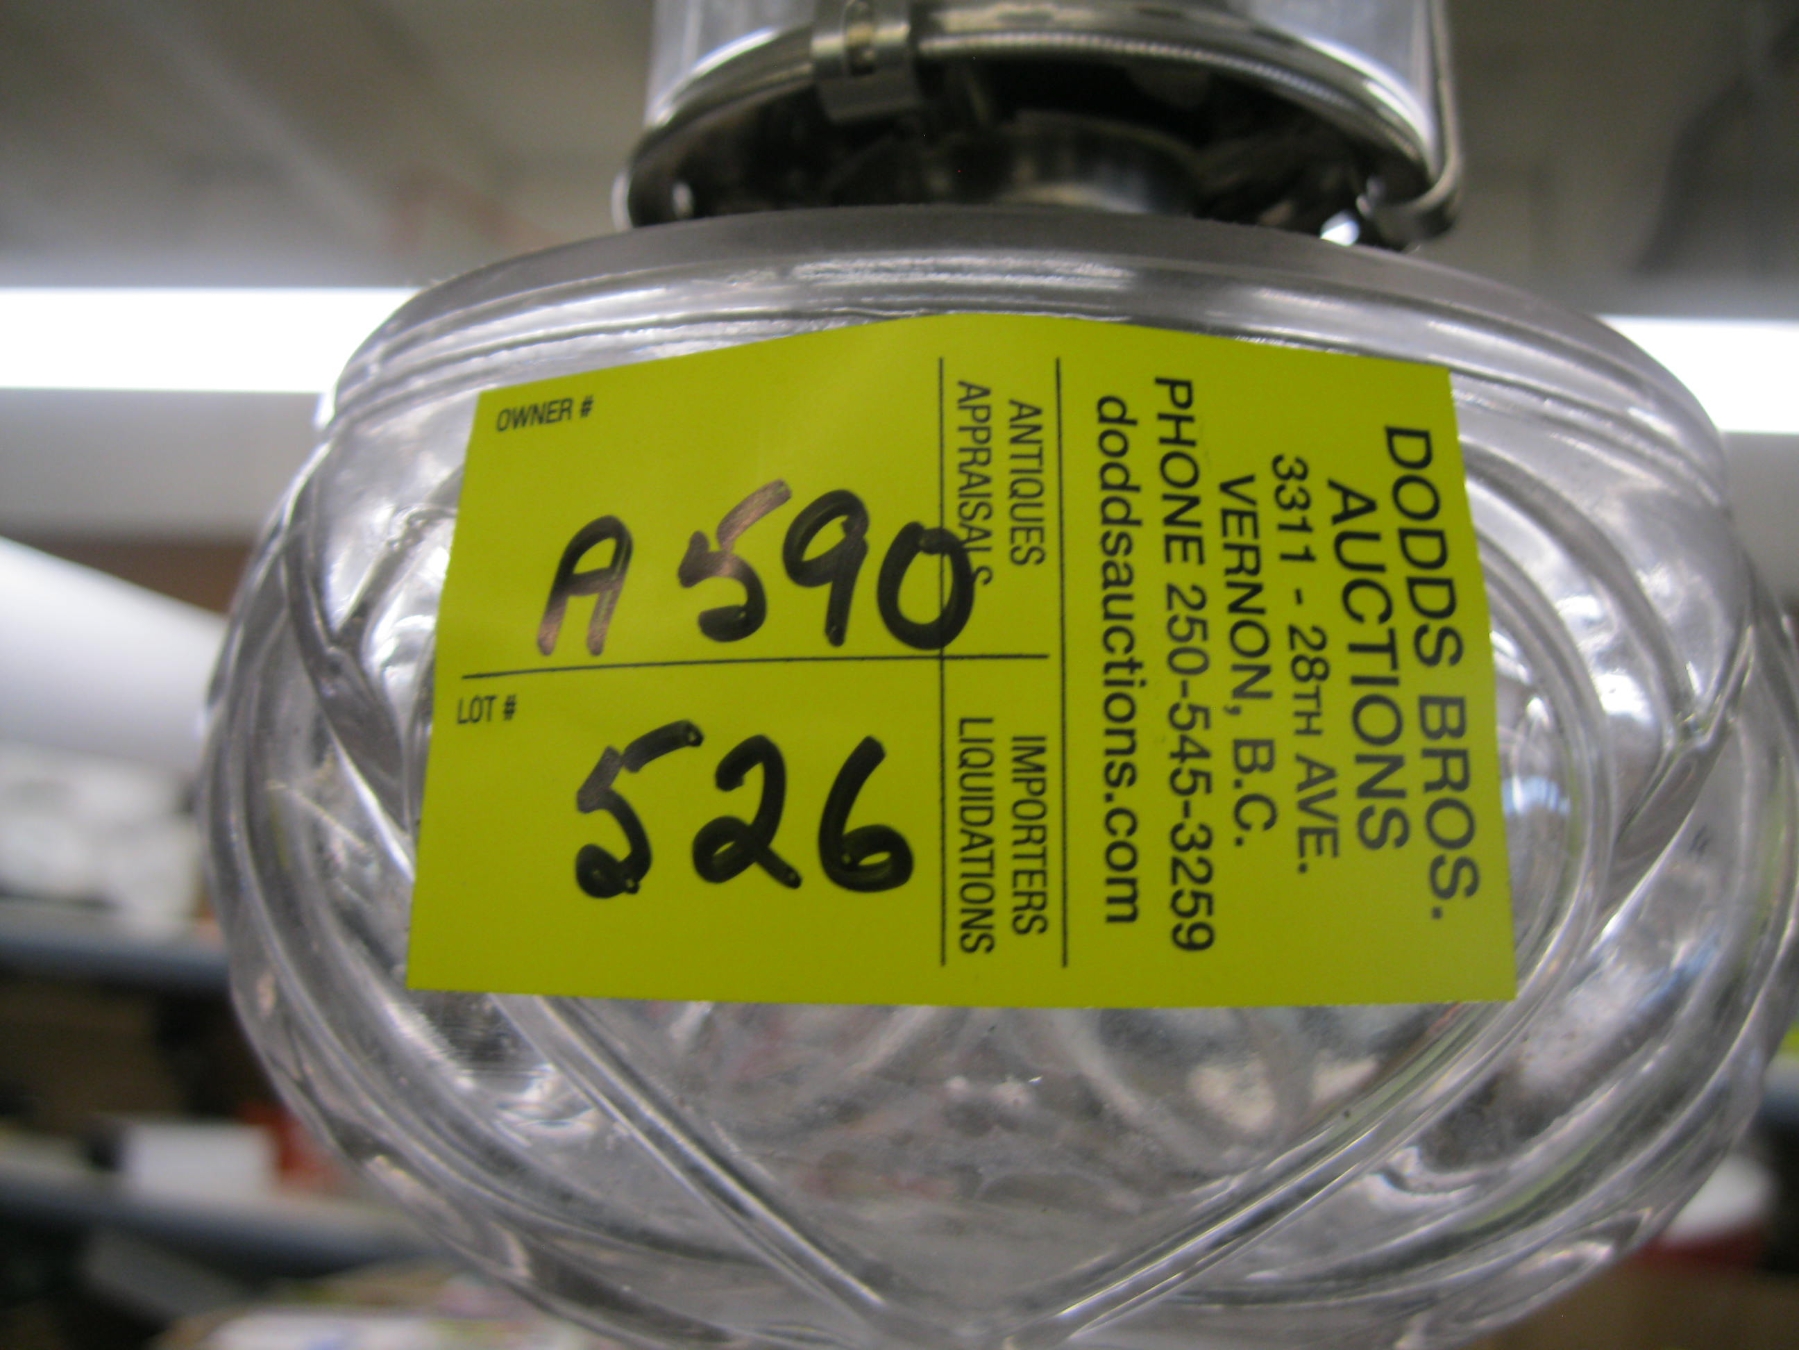 DODDS BROS.
AUCTIONS
3311 - 28TH AVE.
VERNON, B.C.
PHONE 250-545-3259
doddsauctions.com
ANTIQUES
APPRAISALS
IMPORTERS
LIQUIDATIONS
OWNER #
A 590
LOT #
526